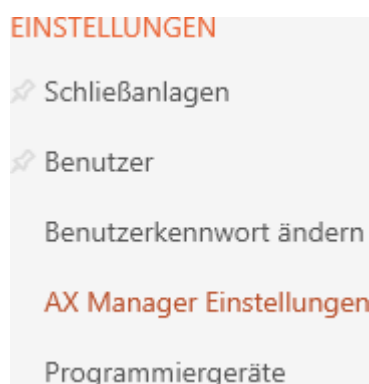 EINSTELLUNGEN
Schließanlagen
Benutzer
Benutzerkennwort ändern
AX Manager Einstellungen
Programmiergeräte